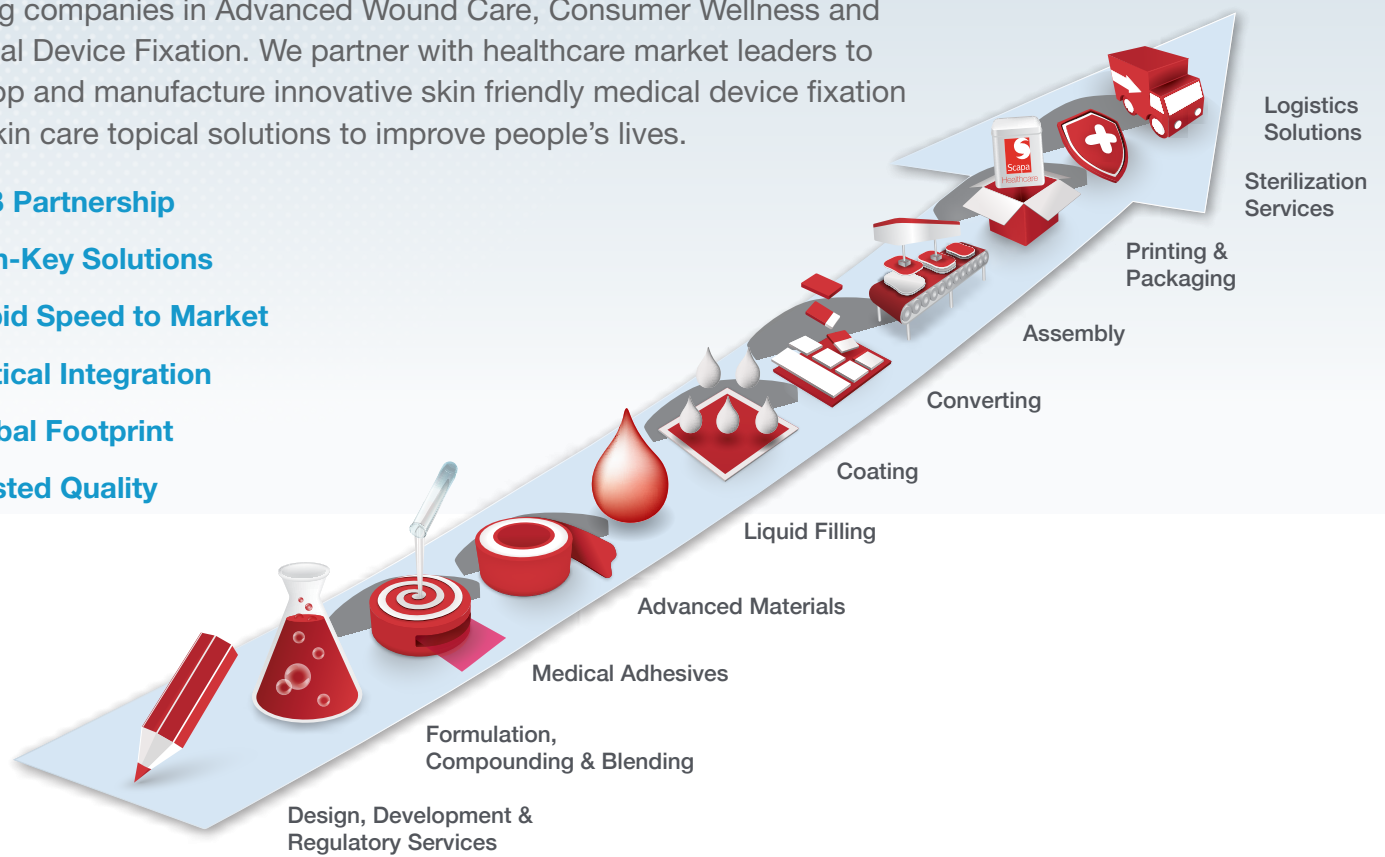 g companies in Advanced Wound Care, Consumer Wellness and
al Device Fixation. We partner with healthcare market leaders to
op and manufacture innovative skin friendly medical device fixation
kin care topical solutions to improve people's lives.
Partnership
n-Key Solutions
id Speed to Market
tical Integration
bal Footprint
sted Quality
Scapa
Healthcare
Logistics
Solutions
Sterilization
Services
Printing &
Packaging
Assembly
Converting
Coating
Liquid Filling
Advanced Materials
Medical Adhesives
Formulation,
Compounding & Blending
Design, Development &
Regulatory Services